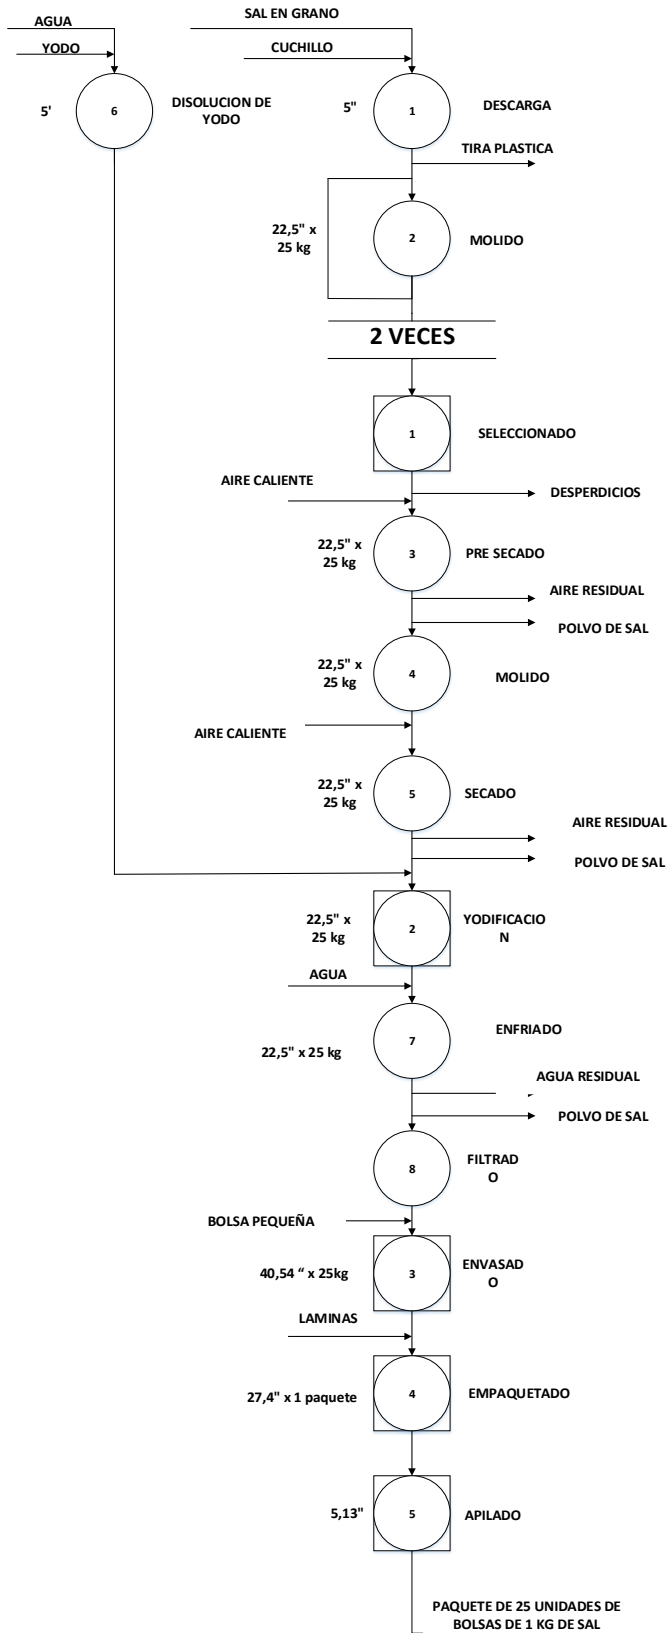 SAL EN GRANO
AGUA
CUCHILLO
YODO
5'
6
DISOLUCION DE
YODO
5"
1
DESCARGA
TIRA PLASTICA
22,5" x
25 kg
2
MOLIDO
2 VECES
1
SELECCIONADO
AIRE CALIENTE
DESPERDICIOS
22,5" x
25 kg
3
PRE SECADO
AIRE RESIDUAL
POLVO DE SAL
22,5" x
25 kg
4
MOLIDO
AIRE CALIENTE
22,5" x
25 kg
5
SECADO
AIRE RESIDUAL
POLVO DE SAL
22,5" x
25 kg
2
YODIFICACIO
N
AGUA
22,5" x 25 kg
7
ENFRIADO
AGUA RESIDUAL
POLVO DE SAL
8
FILTRAD
O
BOLSA PEQUEÑA
40,54 “ x 25kg
3
ENVASAD
O
LAMINAS
27,4" x 1 paquete
4
EMPAQUETADO
5,13"
5
APILADO
PAQUETE DE 25 UNIDADES DE
BOLSAS DE 1 KG DE SAL